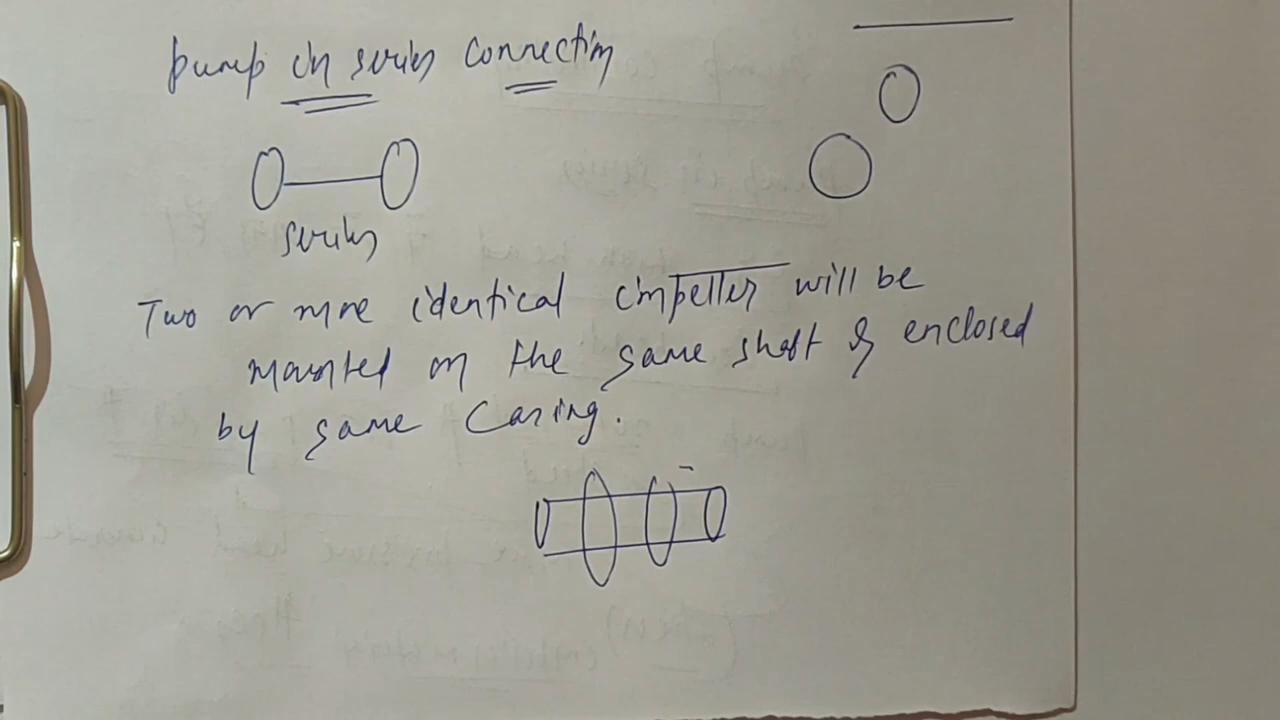 pump in series connection
series
Two or more identical impeller will be
mounted on the same shaft & enclosed
by same Casing.